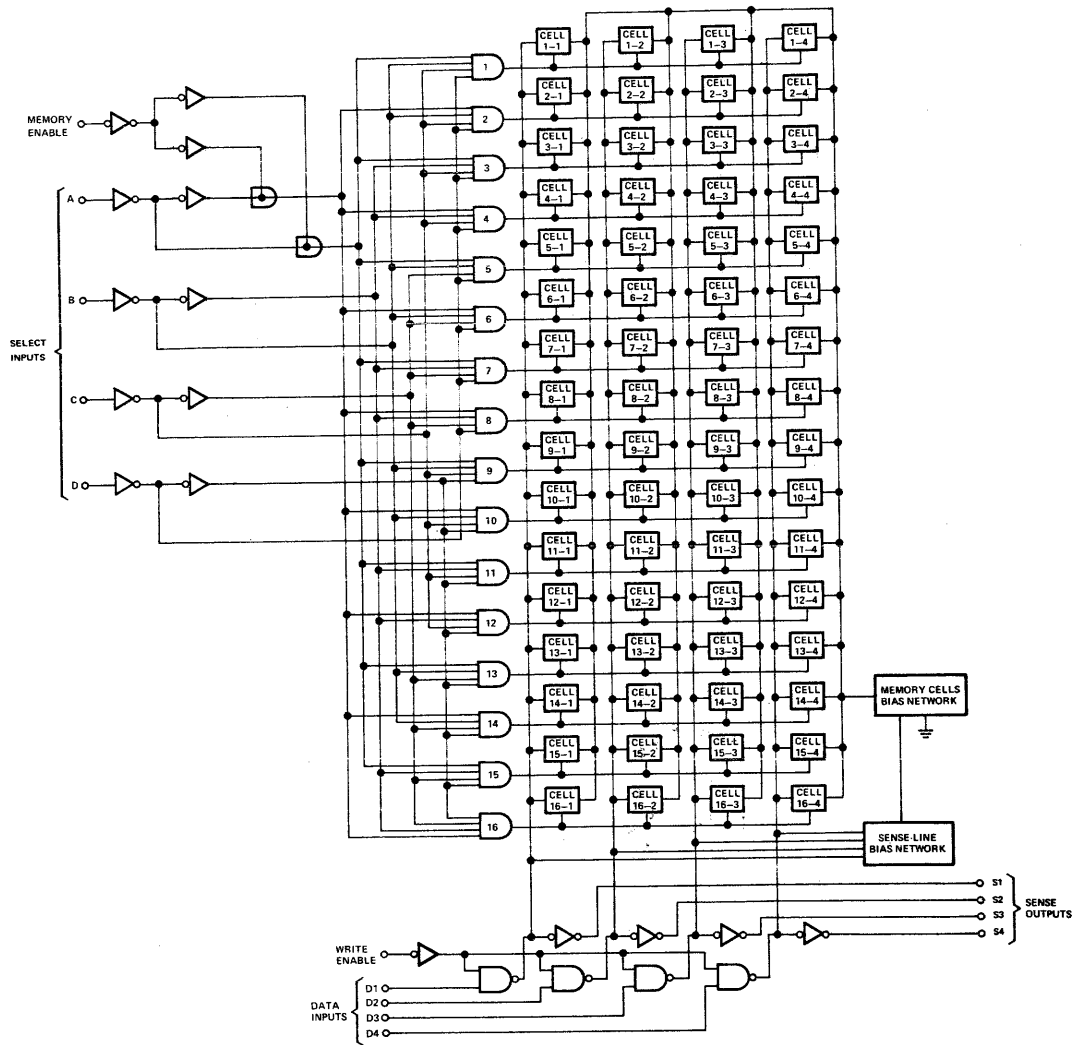 CELL 1–1
CELL 1–2
CELL 1–3
CELL 1–4
1
CELL 2–1
CELL 2–2
CELL 2–3
CELL 2–4
2
MEMORY ENABLE
CELL 3–1
CELL 3–2
CELL 3–3
CELL 3–4
3
CELL 4–1
CELL 4–2
CELL 4–3
CELL 4–4
4
A
CELL 5–1
CELL 5–2
CELL 5–3
CELL 5–4
5
CELL 6–1
CELL 6–2
CELL 6–3
CELL 6–4
6
B
SELECT INPUTS
CELL 7–1
CELL 7–2
CELL 7–3
CELL 7–4
7
CELL 8–1
CELL 8–2
CELL 8–3
CELL 8–4
8
C
CELL 9–1
CELL 9–2
CELL 9–3
CELL 9–4
9
D
CELL 10–1
CELL 10–2
CELL 10–3
CELL 10–4
10
CELL 11–1
CELL 11–2
CELL 11–3
CELL 11–4
11
CELL 12–1
CELL 12–2
CELL 12–3
CELL 12–4
12
CELL 13–1
CELL 13–2
CELL 13–3
CELL 13–4
13
CELL 14–1
CELL 14–2
CELL 14–3
CELL 14–4
14
MEMORY CELLS
BIAS NETWORK
CELL 15–1
CELL 15–2
CELL 15–3
CELL 15–4
15
CELL 16–1
CELL 16–2
CELL 16–3
CELL 16–4
16
SENSE-LINE
BIAS NETWORK
S1
S2
S3
S4
SENSE
OUTPUTS
WRITE
ENABLE
DATA
INPUTS
D1
D2
D3
D4